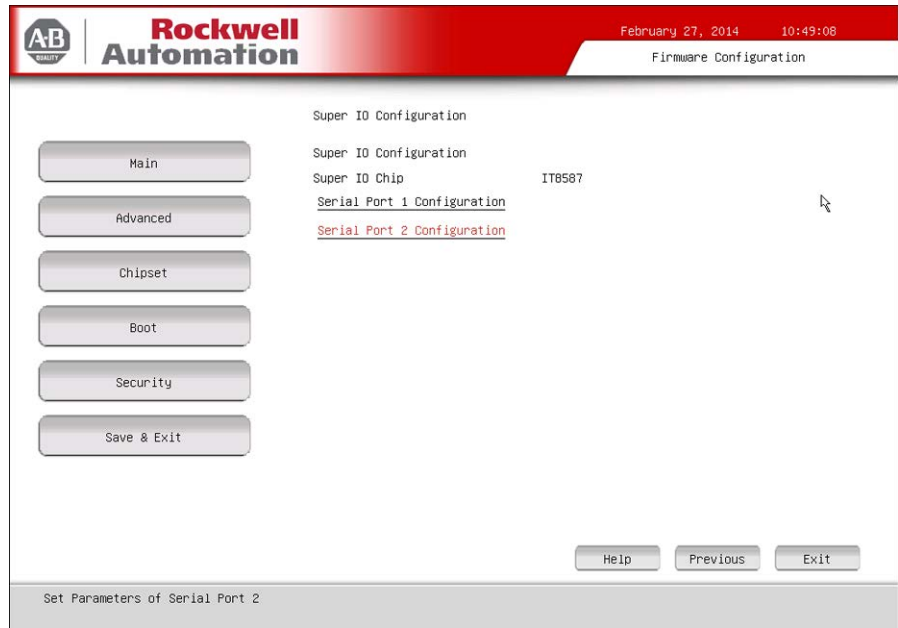 A-B
QUALITY
Rockwell
Automation
February 27, 2014 10:49:08
Firmware Configuration
Super IO Configuration
Super IO Configuration
Super IO Chip IT8587
Serial Port 1 Configuration
Serial Port 2 Configuration
Main
Advanced
Chipset
Boot
Security
Save & Exit
Help Previous Exit
Set Parameters of Serial Port 2